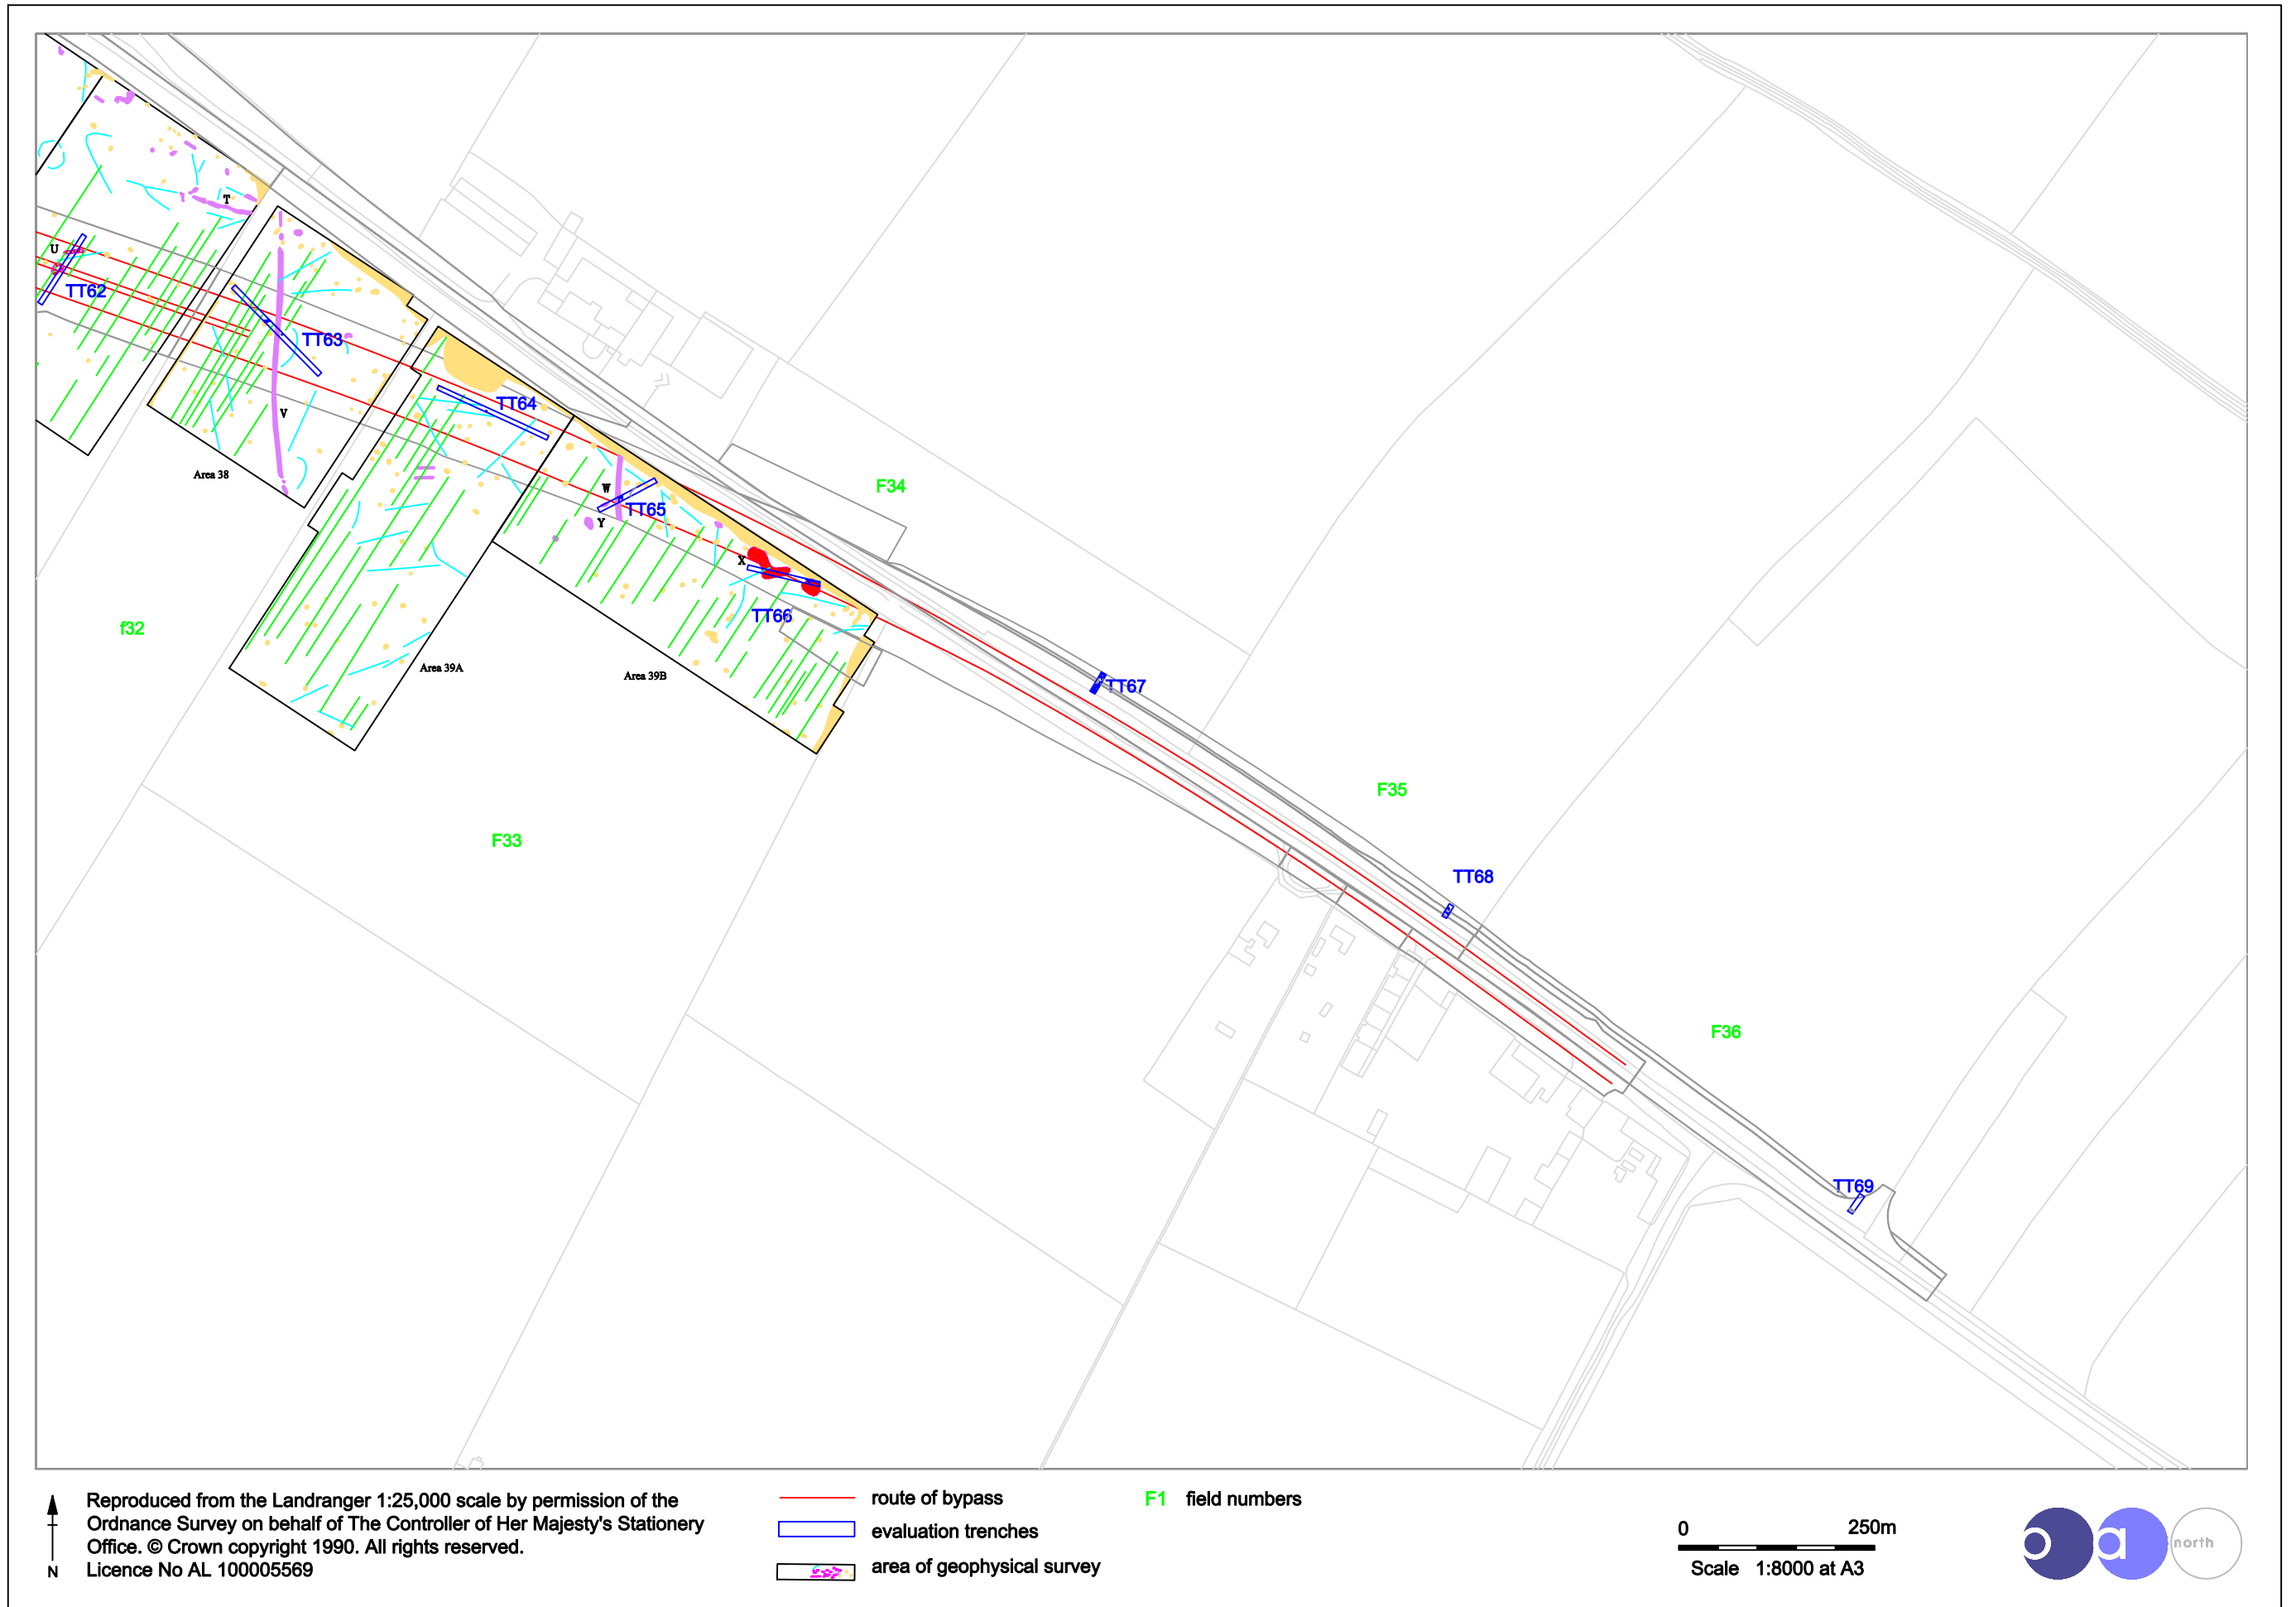 T
U
TT62
TT63
V
TT64
Area 38
W
TT65
Y
F34
X
TT66
f32
Area 39A
Area 39B
TT67
F35
F33
TT68
F36
TT69
Reproduced from the Landranger 1:25,000 scale by permission of the
Ordnance Survey on behalf of The Controller of Her Majesty's Stationery
Office. © Crown copyright 1990. All rights reserved.
Licence No AL 100005569
N
route of bypass
evaluation trenches
area of geophysical survey
F1 field numbers
0 250m
Scale 1:8000 at A3
oa north